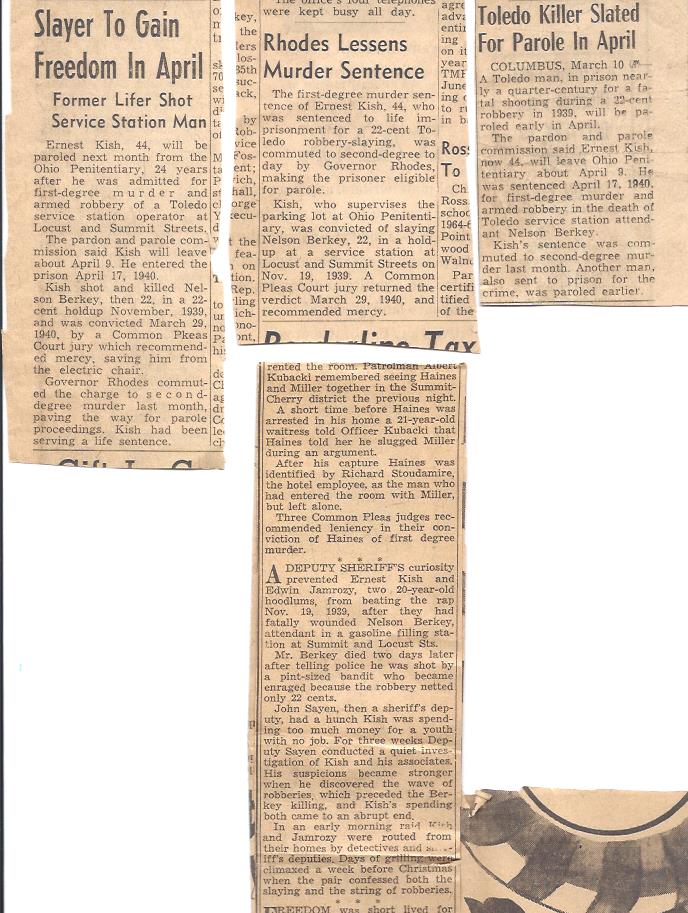 Slayer To Gain
Freedom In April
Former Lifer Shot
Service Station Man
Ernest Kish, 44, will be
paroled next month from the
Ohio Penitentiary, 24 years
after he was admitted for
first-degree murder and
armed robbery of a Toledo
service station operator at
Locust and Summit Streets.
The pardon and parole com-
mission said Kish will leave
about April 9. He entered the
prison April 17, 1940.
Kish shot and killed Nel-
son Berkey, then 22, in a 22-
cent holdup November, 1939,
and was convicted March 29,
1940, by a Common Pkeas
Court jury which recommend-
ed mercy, saving him from
the electric chair.
Governor Rhodes commut-
ed the charge to second-
degree murder last month,
paving the way for parole
proceedings. Kish had been
serving a life sentence.
The office's four telephones
were kept busy all day.
Rhodes Lessens
Murder Sentence
The first-degree murder sen-
tence of Ernest Kish, 44, who
was sentenced to life im-
prisonment for a 22-cent To-
ledo robbery-slaying, was
commuted to second-degree to-
day by Governor Rhodes,
making the prisoner eligible
for parole.
Kish, who supervises the
parking lot at Ohio Penitenti-
ary, was convicted of slaying
Nelson Berkey, 22, in a hold-
up at a service station at
Locust and Summit Streets on
Nov. 19, 1939. A Common
Pleas Court jury returned the
verdict March 29, 1940, and
recommended mercy.
Borderline Tax
Toledo Killer Slated
For Parole In April
COLUMBUS, March 10
A Toledo man, in prison near-
ly a quarter-century for a fa-
tal shooting during a 22-cent
robbery in 1939, will be pa-
roled early in April.
The pardon and parole
commission said Ernest Kish,
now 44, will leave Ohio Peni-
tentiary about April 9. He
was sentenced April 17, 1940,
for first-degree murder and
armed robbery in the death of
Toledo service station attend-
ant Nelson Berkey.
Kish's sentence was com-
muted to second-degree mur-
der last month. Another man,
also sent to prison for the
crime, was paroled earlier.
rented the room. Patrolman Albert
Kubacki remembered seeing Haines
and Miller together in the Summit-
Cherry district the previous night.
A short time before Haines was
arrested in his home a 21-year-old
waitress told Officer Kubacki that
Haines told her he slugged Miller
during an argument.
After his capture Haines was
identified by Richard Stoudamire,
the hotel employee, as the man who
had entered the room with Miller,
but left alone.
Three Common Pleas judges rec-
ommended leniency in their con-
viction of Haines of first degree
murder.
* * *
A DEPUTY SHERIFF'S curiosity
prevented Ernest Kish and
Edwin Jamrozy, two 20-year-old
hoodlums, from beating the rap
Nov. 19, 1939, after they had
fatally wounded Nelson Berkey,
attendant in a gasoline filling sta-
tion at Summit and Locust Sts.
Mr. Berkey died two days later
after telling police he was shot by
a pint-sized bandit who became
enraged because the robbery netted
only 22 cents.
John Sayen, then a sheriff's dep-
uty, had a hunch Kish was spend-
ing too much money for a youth
with no job. For three weeks Dep-
uty Sayen conducted a quiet inves-
tigation of Kish and his associates.
His suspicions became stronger
when he discovered the wave of
robberies, which preceded the Ber-
key killing, and Kish's spending
both came to an abrupt end.
In an early morning raid Kish
and Jamrozy were routed from
their homes by detectives and sher-
iff's deputies. Days of grilling were
climaxed a week before Christmas
when the pair confessed both the
slaying and the string of robberies.
* * *
FREEDOM was short lived for